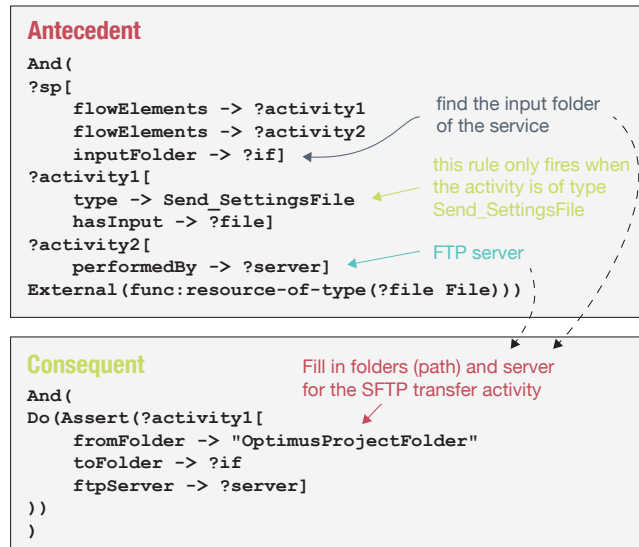 Antecedent
And(
?sp[
flowElements -> ?activity1
flowElements -> ?activity2
inputFolder -> ?if]
find the input folder
of the service
?activity1[
type -> Send_SettingsFile
hasInput -> ?file]
this rule only fires when
the activity is of type
Send_SettingsFile
?activity2[
performedBy -> ?server]
FTP server
External(func:resource-of-type(?file File)))
Consequent
And(
Do(Assert(?activity1[
Fill in folders (path) and server
for the SFTP transfer activity
fromFolder -> "OptimusProjectFolder"
toFolder -> ?if
ftpServer -> ?server]
))
)